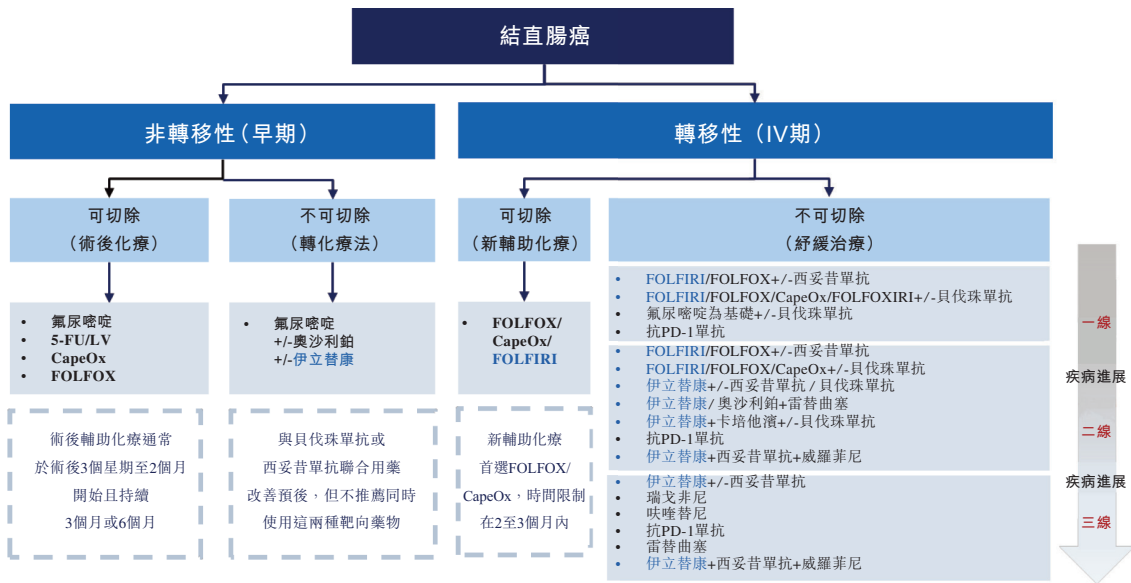 結直腸癌
非轉移性（早期）
轉移性（IV期）
可切除
（術後化療）
不可切除
（轉化療法）
可切除
（新輔助化療）
不可切除
（紓緩治療）
• 氟尿嘧啶
• 5-FU/LV
• CapeOx
• FOLFOX
• 氟尿嘧啶
+/-奧沙利鉑
+/-伊立替康
• FOLFOX/
CapeOx/
FOLFIRI
• FOLFIRI/FOLFOX+/-西妥昔單抗
• FOLFIRI/FOLFOX/CapeOx/FOLFOXIRI+/-貝伐珠單抗
• 氟尿嘧啶為基礎+/-貝伐珠單抗
• 抗PD-1單抗
• FOLFIRI/FOLFOX+/-西妥昔單抗
• FOLFIRI/FOLFOX/CapeOx+/-貝伐珠單抗
• 伊立替康+/-西妥昔單抗/貝伐珠單抗
• 伊立替康/奧沙利鉑+雷替曲塞
• 伊立替康+卡培他濱+/-貝伐珠單抗
• 抗PD-1單抗
• 伊立替康+西妥昔單抗+威羅菲尼
• 伊立替康+/-西妥昔單抗
• 瑞戈非尼
• 呋喹替尼
• 抗PD-1單抗
• 雷替曲塞
• 伊立替康+西妥昔單抗+威羅菲尼
一線
疾病進展
二線
疾病進展
三線
術後輔助化療通常
於術後3個星期至2個月
開始且持續
3個月或6個月
與貝伐珠單抗或
西妥昔單抗聯合用藥
改善預後，但不推薦同時
使用這兩種靶向藥物
新輔助化療
首選FOLFOX/
CapeOx，時間限制
在2至3個月內